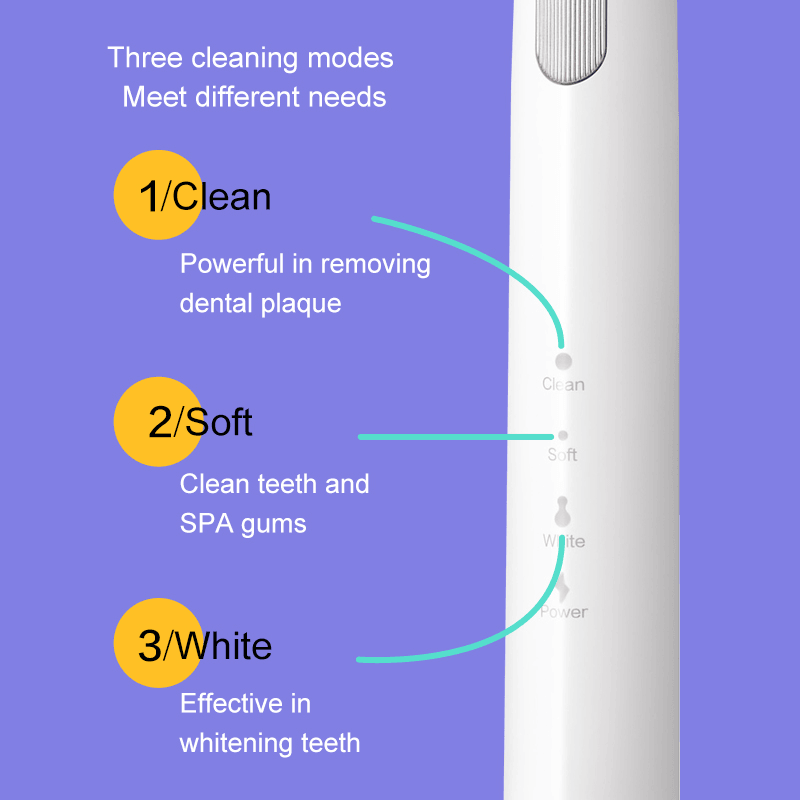 Three cleaning modes
Meet different needs
1/Clean
Powerful in removing
dental plaque
2/Soft
Clean teeth and
SPA gums
3/White
Effective in
whitening teeth
Clean
Soft
White
Power